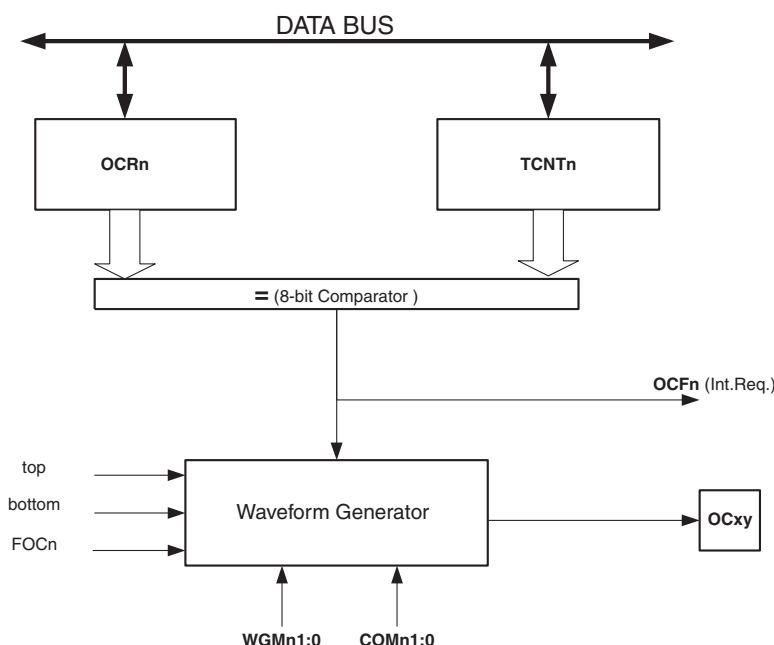 DATA BUS
OCRn
TCNTn
= (8-bit Comparator )
OCFn (Int.Req.)
top
bottom
FOCn
Waveform Generator
OCxy
WGMn1:0
COMn1:0